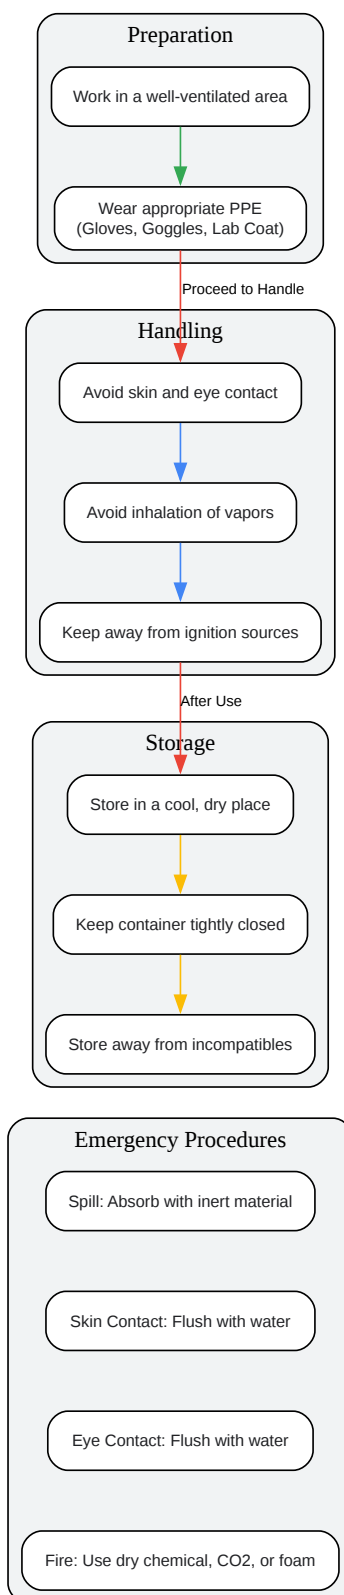 Preparation
Work in a well-ventilated area
Wear appropriate PPE
(Gloves, Goggles, Lab Coat)
Proceed to Handle
Handling
Avoid skin and eye contact
Avoid inhalation of vapors
Keep away from ignition sources
After Use
Storage
Store in a cool, dry place
Keep container tightly closed
Store away from incompatibles
Emergency Procedures
Spill: Absorb with inert material
Skin Contact: Flush with water
Eye Contact: Flush with water
Fire: Use dry chemical, CO2, or foam